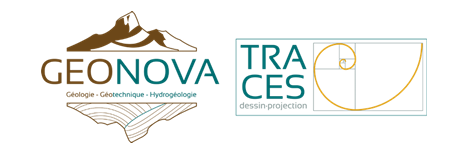 GEONOVA
Géologie - Géotechnique - Hydrogéologie
TRA
CES
dessin-projection